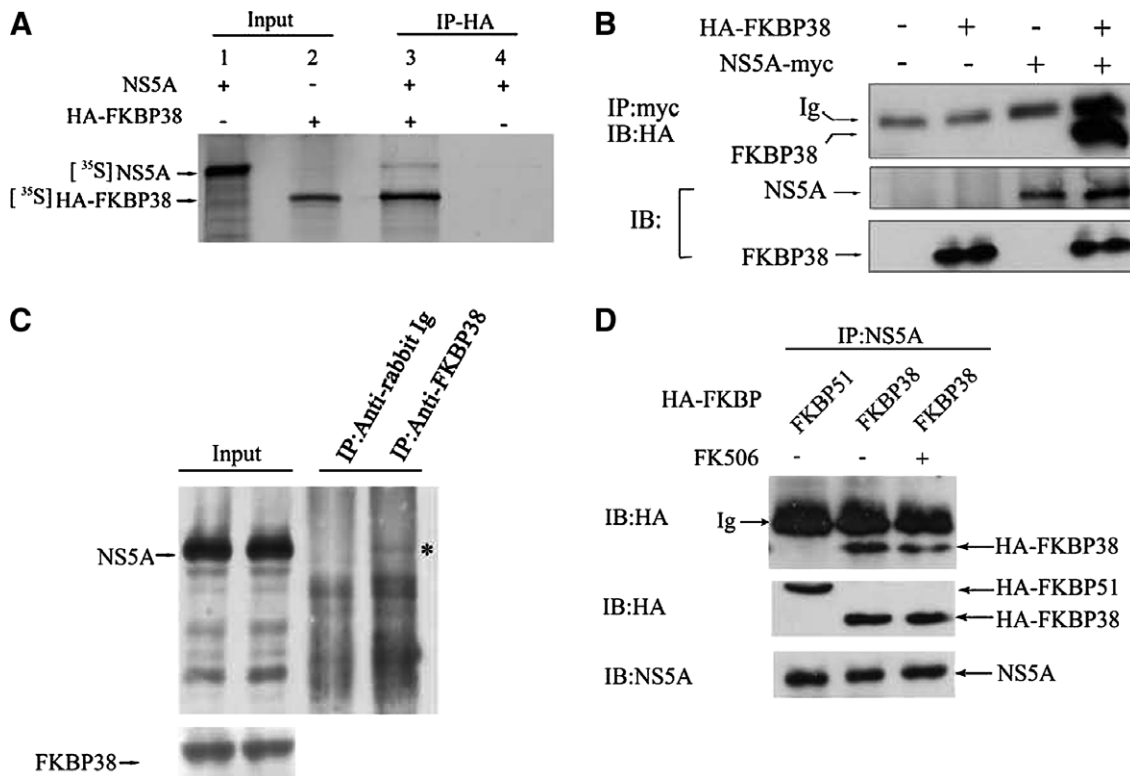 A
Input IP-HA
1 2 3 4
NS5A + - + +
HA-FKBP38 - + + -
[³⁵S]NS5A
[³⁵S]HA-FKBP38
B
HA-FKBP38 - + - +
NS5A-myc - - + +
IP:myc
IB:HA
Ig
FKBP38
NS5A
IB:
FKBP38
C
IP:Anti-rabbit Ig
IP:Anti-FKBP38
Input
NS5A
*
FKBP38
D
IP:NS5A
HA-FKBP FKBP51 FKBP38 FKBP38
FK506 - - +
IB:HA Ig
HA-FKBP38
HA-FKBP51
IB:HA
HA-FKBP38
IB:NS5A NS5A